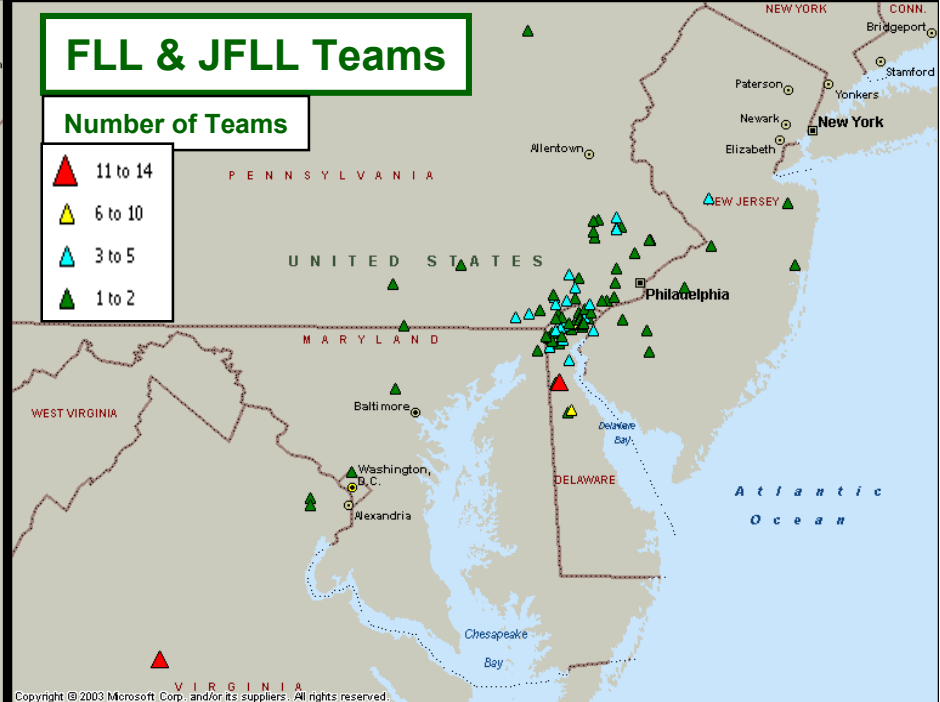 FLL & JFLL Teams
Number of Teams
11 to 14
6 to 10
3 to 5
1 to 2
NEW YORK
CONN.
Bridgeport
Stamford
Paterson
Yonkers
Newark
New York
Elizabeth
Allentown
PENNSYLVANIA
NEW JERSEY
UNITED STATES
Philadelphia
MARYLAND
WEST VIRGINIA
Baltimore
Delaware
Bay
Washington,
D.C.
DELAWARE
Alexandria
Atlantic
Ocean
Chesapeake
Bay
VIRGINIA
Copyright © 2003 Microsoft Corp. and/or its suppliers. All rights reserved.